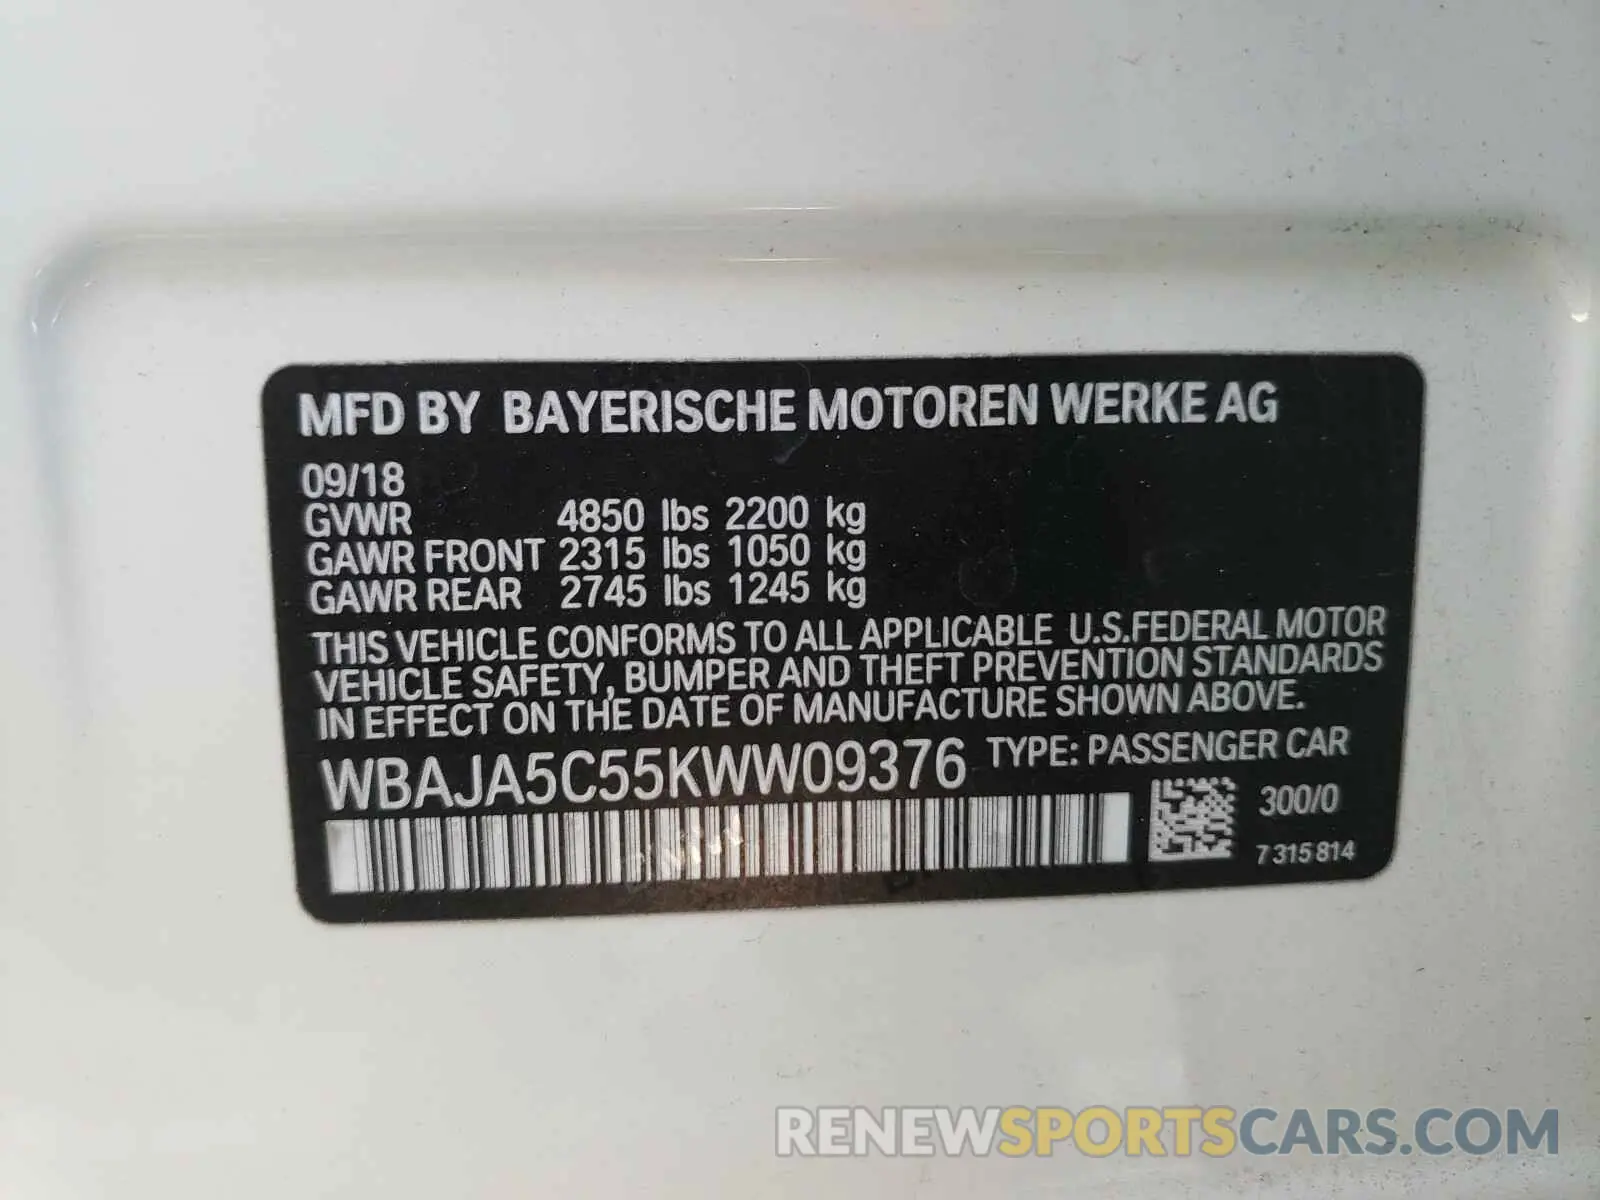 MFD BY BAYERISCHE MOTOREN WERKE AG
09/18
GVWR 4850 lbs 2200 kg
GAWR FRONT 2315 lbs 1050 kg
GAWR REAR 2745 lbs 1245 kg
THIS VEHICLE CONFORMS TO ALL APPLICABLE U.S.FEDERAL MOTOR
VEHICLE SAFETY, BUMPER AND THEFT PREVENTION STANDARDS
IN EFFECT ON THE DATE OF MANUFACTURE SHOWN ABOVE.
WBAJA5C55KWW09376 TYPE: PASSENGER CAR
300/0
7 315 814
RENEWSPORTSCARS.COM